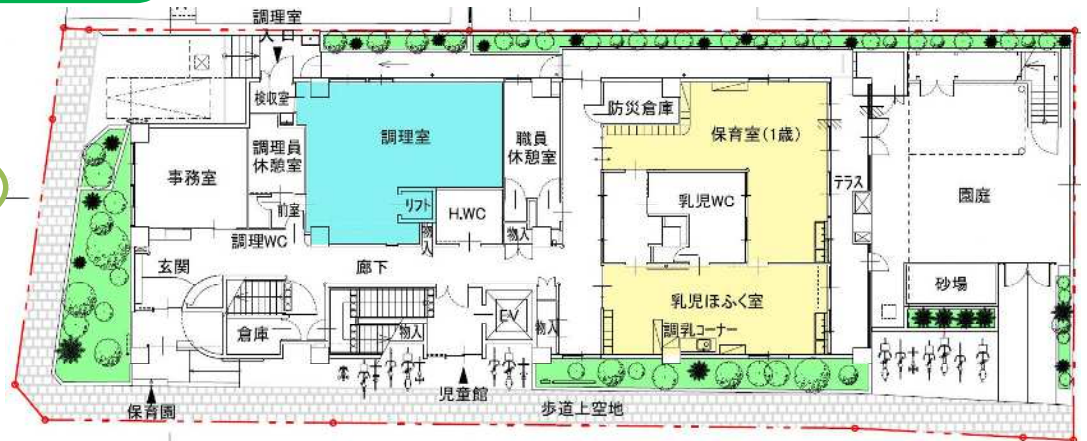 調理室
入口
検収室
調理員
休憩室
調理室
職員
休憩室
防災倉庫
保育室(1歳)
事務室
前室
リフト
H.WC
乳児WC
テラス
園庭
調理WC
物入
物入
玄関
廊下
乳児ほふく室
砂場
倉庫
物入
EV
物入
調乳コーナー
保育園
児童館
歩道上空地